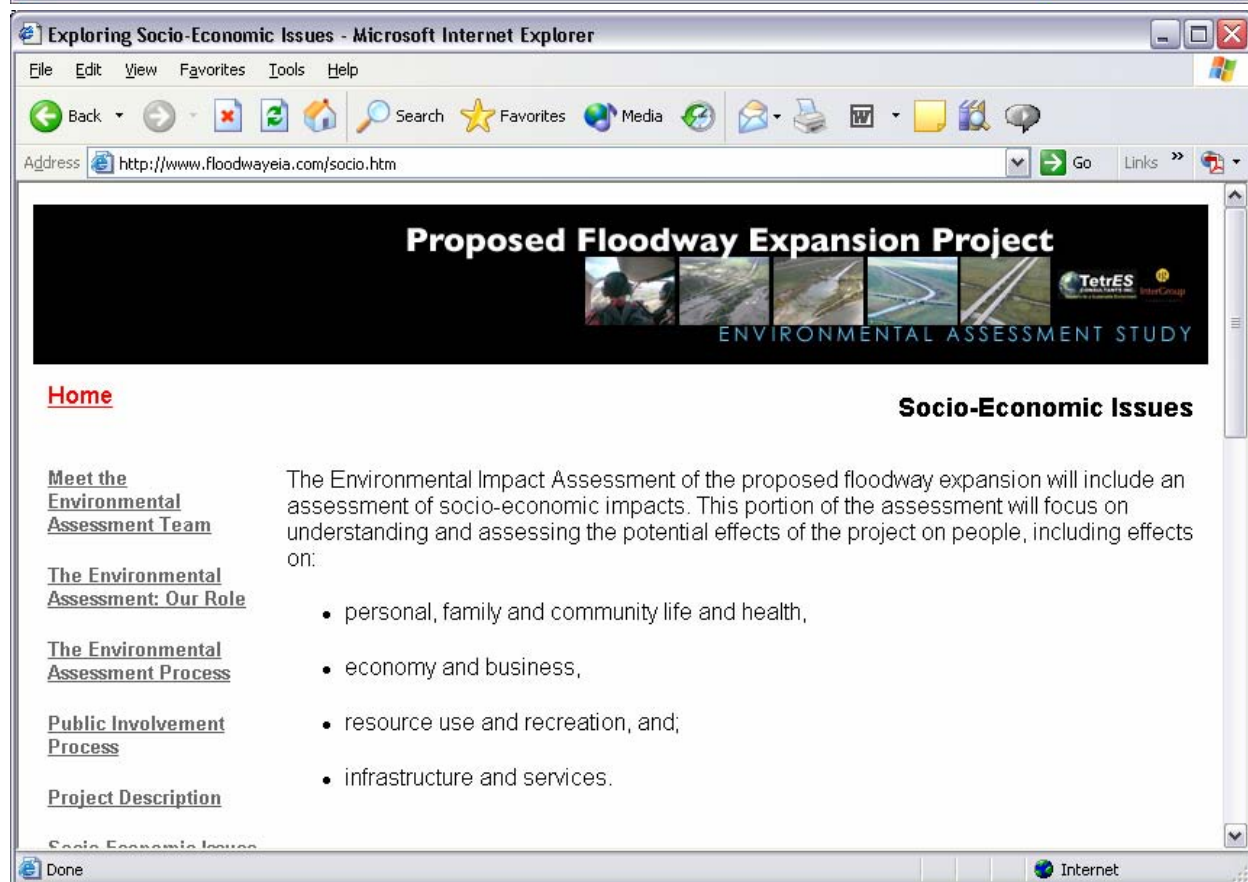 Exploring Socio-Economic Issues - Microsoft Internet Explorer
File Edit View Favorites Tools Help
Back Search Favorites Media
Address http://www.floodwayeia.com/socio.htm Go Links »
Proposed Floodway Expansion Project
TetrES
CONSULTANTS INC.
InterGroup
ENVIRONMENTAL ASSESSMENT STUDY
Home
Socio-Economic Issues
Meet the
Environmental
Assessment Team
The Environmental
Assessment: Our Role
The Environmental
Assessment Process
Public Involvement
Process
Project Description
Socio-Economic Issues
The Environmental Impact Assessment of the proposed floodway expansion will include an
assessment of socio-economic impacts. This portion of the assessment will focus on
understanding and assessing the potential effects of the project on people, including effects
on:
• personal, family and community life and health,
• economy and business,
• resource use and recreation, and;
• infrastructure and services.
Done Internet